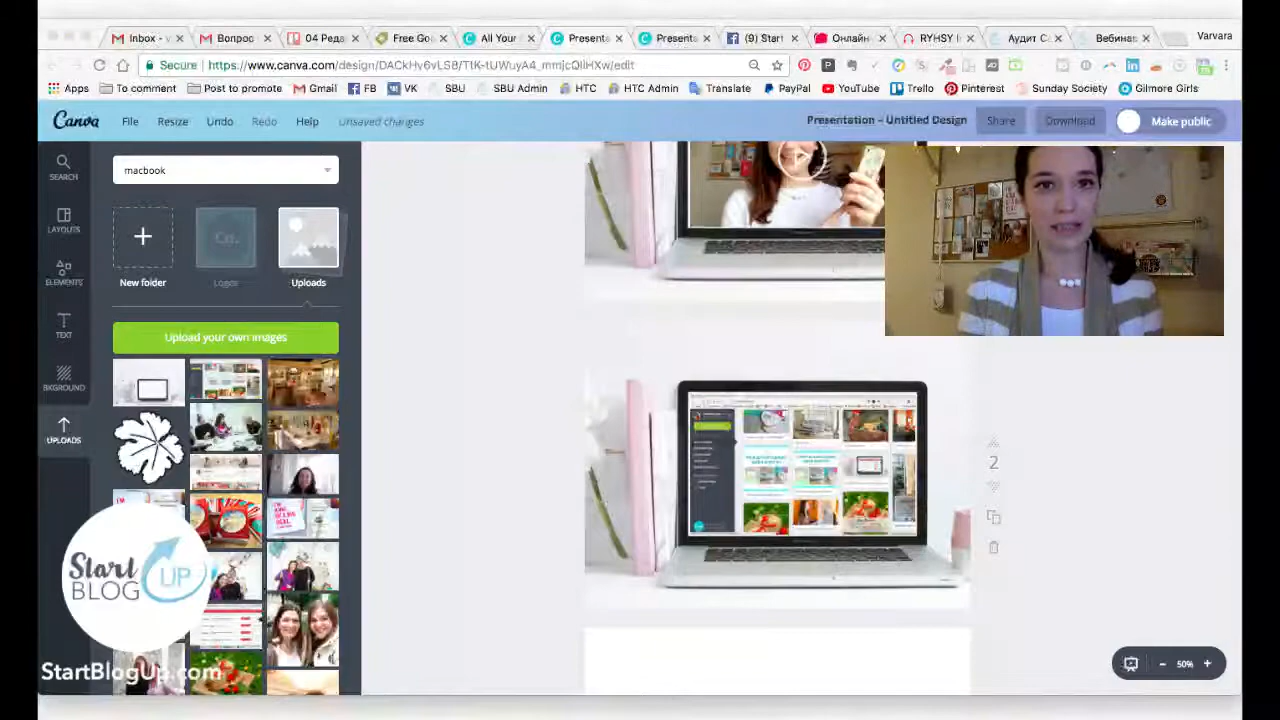 Inbox - v
Вопрос
04 Реда
Free Go
All Your
Present
Present
(9) Start
Онлайн
RYHSY I
Аудит С
Вебина
Varvara
Secure
https://www.canva.com/design/
/edit
Apps
To comment
Post to promote
Gmail
FB
VK
SBU
SBU Admin
HTC
HTC Admin
Translate
PayPal
YouTube
Trello
Pinterest
Sunday Society
Gilmore Girls
Canva
File
Resize
Undo
Redo
Help
Unsaved changes
Presentation – Untitled Design
Share
Download
Make public
SEARCH
LAYOUTS
ELEMENTS
TEXT
BKGROUND
UPLOADS
macbook
New folder
Logos
Uploads
Upload your own images
2
50%
Start
BLOG
UP
StartBlogUp.com